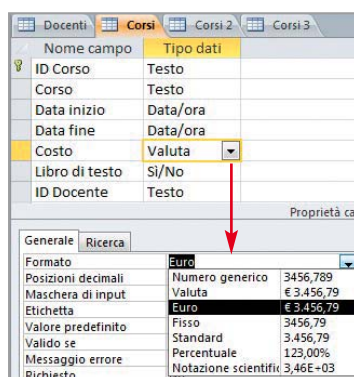 Docenti Corsi Corsi 2 Corsi 3
Nome campo Tipo dati
ID Corso Testo
Corso Testo
Data inizio Data/ora
Data fine Data/ora
Costo Valuta
Libro di testo Sì/No
ID Docente Testo
Proprietà ca
Generale Ricerca
Formato Euro
Posizioni decimali Numero generico 3456,789
Maschera di input Valuta € 3.456,79
Etichetta Euro € 3.456,79
Valore predefinito Fisso 3456,79
Valido se Standard 3.456,79
Messaggio errore Percentuale 123,00%
Richiesto Notazione scientific 3,46E+03